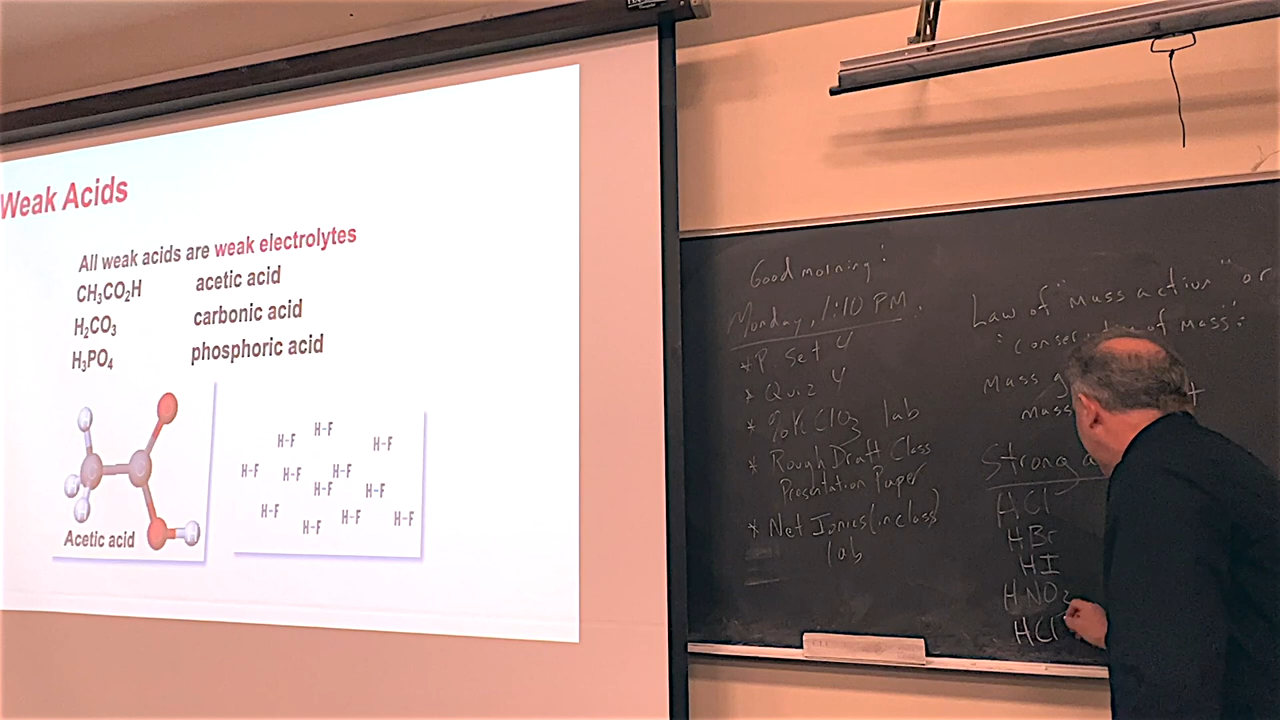 Weak Acids
All weak acids are weak electrolytes
CH₃CO₂H acetic acid
H₂CO₃ carbonic acid
H₃PO₄ phosphoric acid
Acetic acid
H-F
H-F
H-F
H-F
H-F
H-F
H-F
H-F
H-F
H-F
H-F
H-F
Good morning!
Monday, 1:10 PM.
* P. Set 4
* Quiz 4
* % KClO₃ lab
* Rough Draft Class
Presentation Paper
* Net Ionics (in class)
lab
Law of "mass action" or
"conser of Mass":
Mass
mass
Strong a
HCl
HBr
HI
HNO₃
HCl